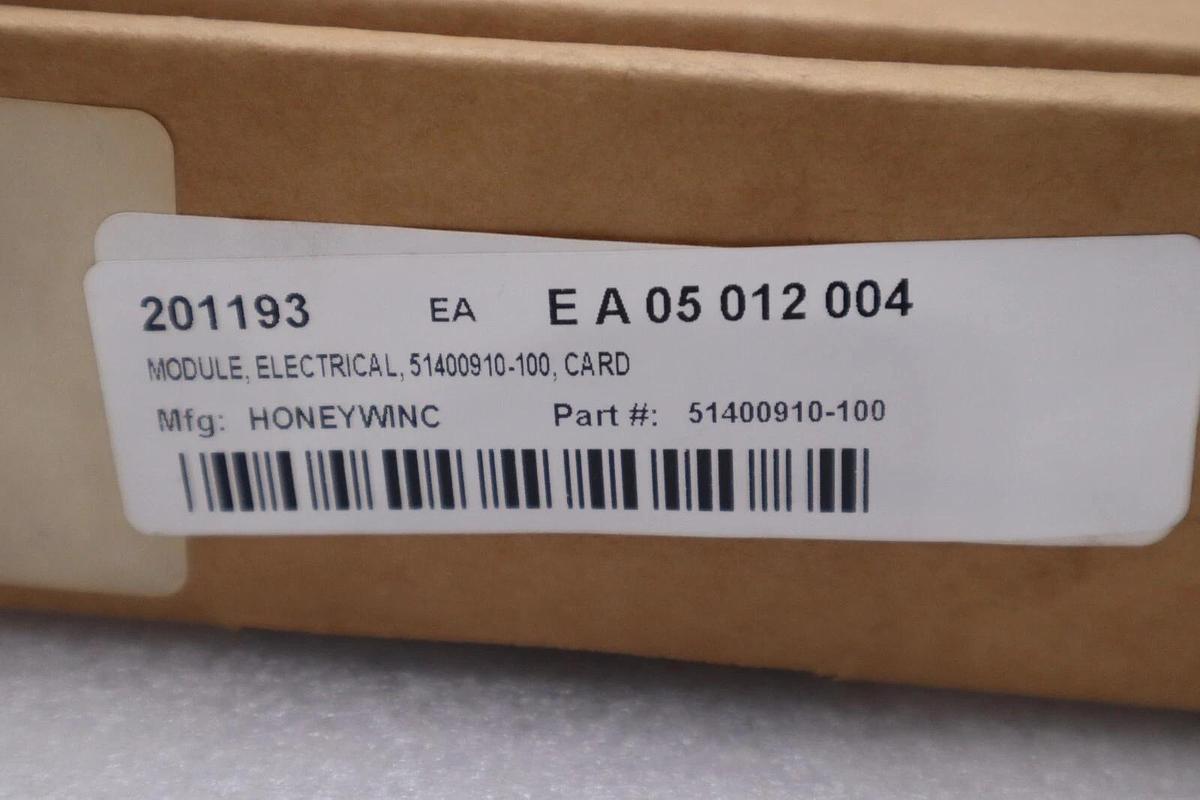 201193 EA E A 05 012 004
MODULE, ELECTRICAL, 51400910-100, CARD
Mfg: HONEYWINC Part #: 51400910-100